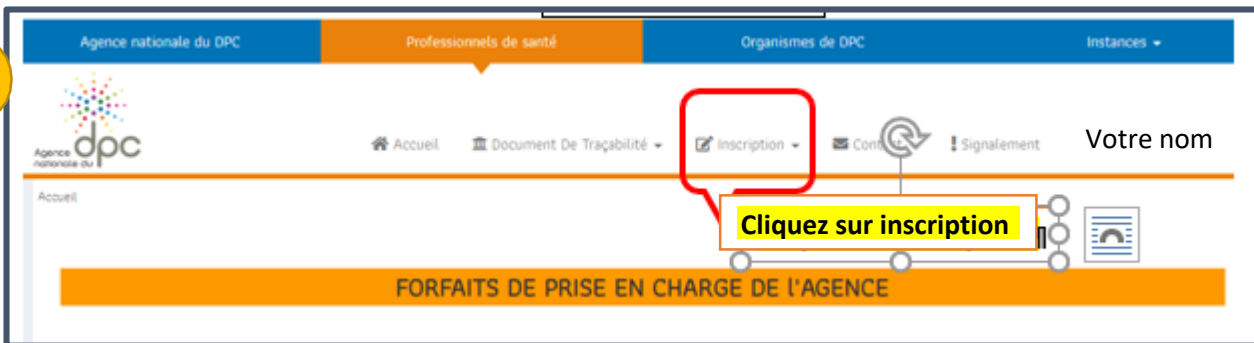 Agence nationale du DPC Professionnels de santé Organismes de DPC Instances
Agence dpc
nationale du
Accueil Document De Traçabilité Inscription Signalement Votre nom
Accueil
Cliquez sur inscription
FORFAITS DE PRISE EN CHARGE DE l'AGENCE